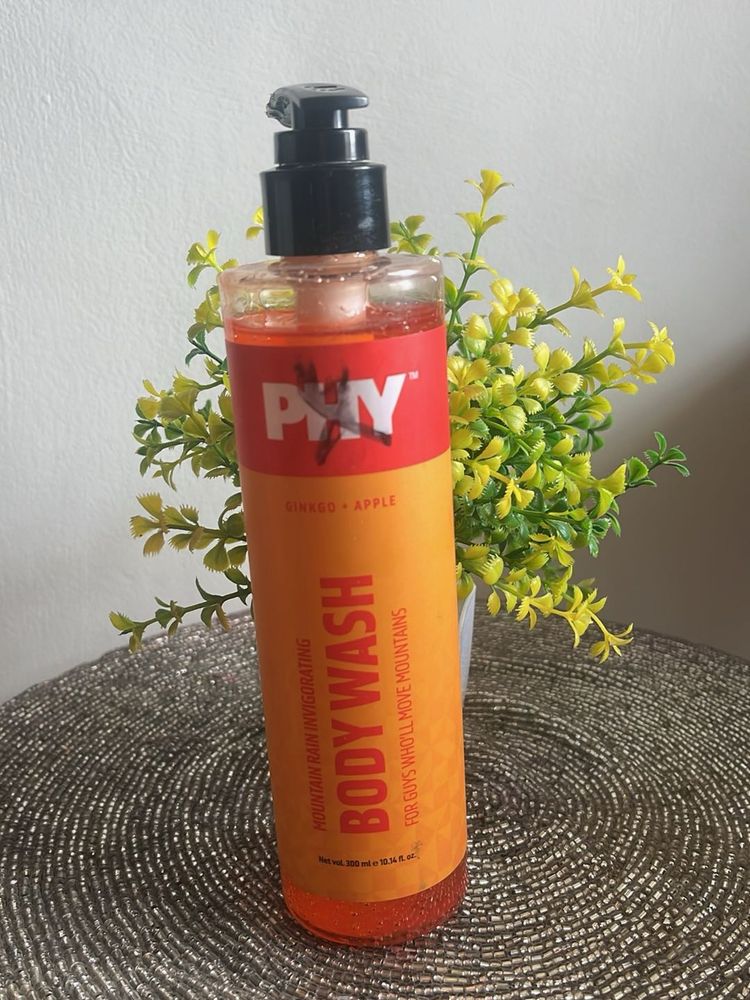 PHY™
GINKGO + APPLE
MOUNTAIN RAIN INVIGORATING
BODY WASH
FOR GUYS WHO'LL MOVE MOUNTAINS
Net vol. 300 ml e 10.14 fl. oz.